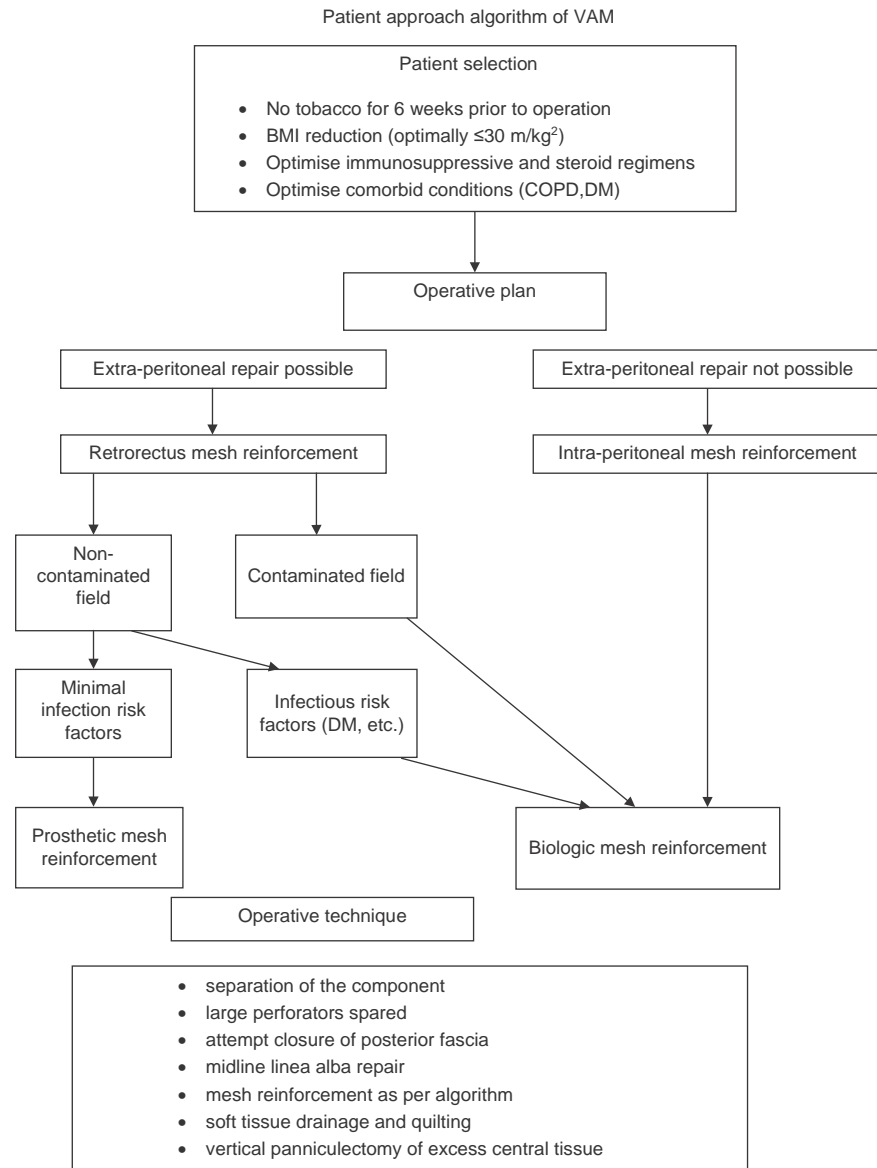 Patient approach algorithm of VAM
Patient selection
• No tobacco for 6 weeks prior to operation
• BMI reduction (optimally ≤30 m/kg²)
• Optimise immunosuppressive and steroid regimens
• Optimise comorbid conditions (COPD,DM)
Operative plan
Extra-peritoneal repair possible
Extra-peritoneal repair not possible
Retrorectus mesh reinforcement
Intra-peritoneal mesh reinforcement
Non-
contaminated
field
Contaminated field
Minimal
infection risk
factors
Infectious risk
factors (DM, etc.)
Prosthetic mesh
reinforcement
Biologic mesh reinforcement
Operative technique
• separation of the component
• large perforators spared
• attempt closure of posterior fascia
• midline linea alba repair
• mesh reinforcement as per algorithm
• soft tissue drainage and quilting
• vertical panniculectomy of excess central tissue